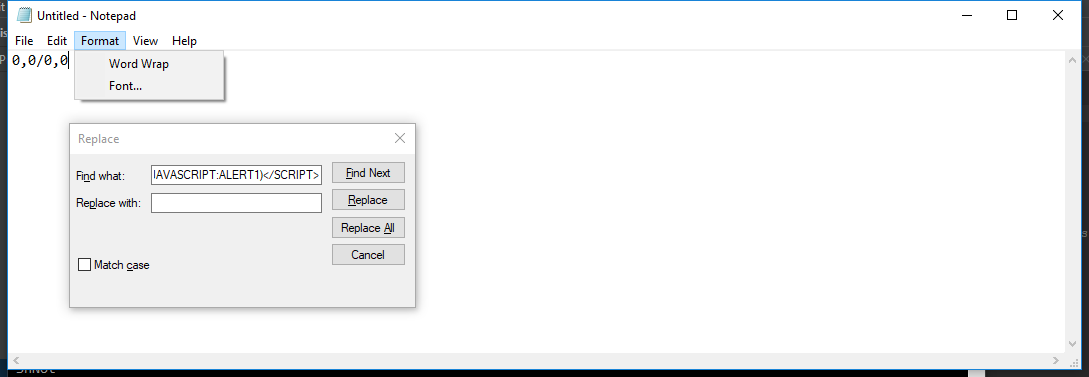 Untitled - Notepad
File Edit Format View Help
0,0/0,0
Word Wrap
Font...
Replace
Find what: JAVASCRIPT:ALERT1)</SCRIPT> Find Next
Replace with: Replace
Replace All
Cancel
Match case